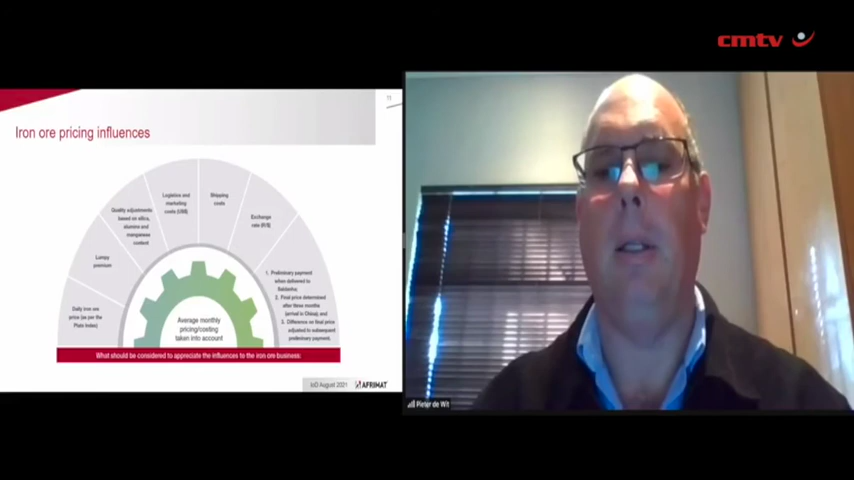 cmtv
11
Iron ore pricing influences
Daily iron ore
price (as per the
Platts Index)
Lumpy
premium
Quality adjustments
based on silica,
alumina and
manganese
content
Logistics and
marketing
costs (US$)
Shipping
costs
Exchange
rate (R/$)
1. Preliminary payment
when delivered to
Saldanha;
2. Final price determined
after three months
(arrival in China); and
3. Difference on final price
adjusted to subsequent
preliminary payment.
Average monthly
pricing/costing
taken into account
What should be considered to appreciate the influences to the iron ore business:
IoD August 2021
AFRIMAT
Pieter de Wit